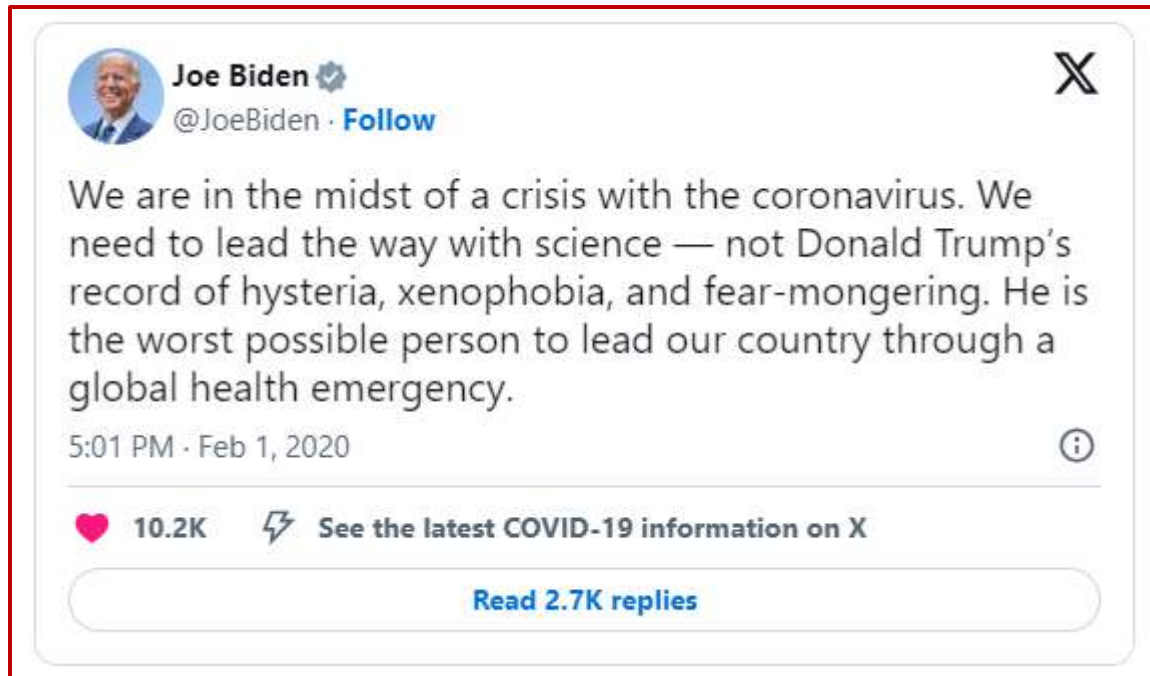 Joe Biden
@JoeBiden · Follow
We are in the midst of a crisis with the coronavirus. We
need to lead the way with science — not Donald Trump’s
record of hysteria, xenophobia, and fear-mongering. He is
the worst possible person to lead our country through a
global health emergency.
5:01 PM · Feb 1, 2020
10.2K See the latest COVID-19 information on X
Read 2.7K replies